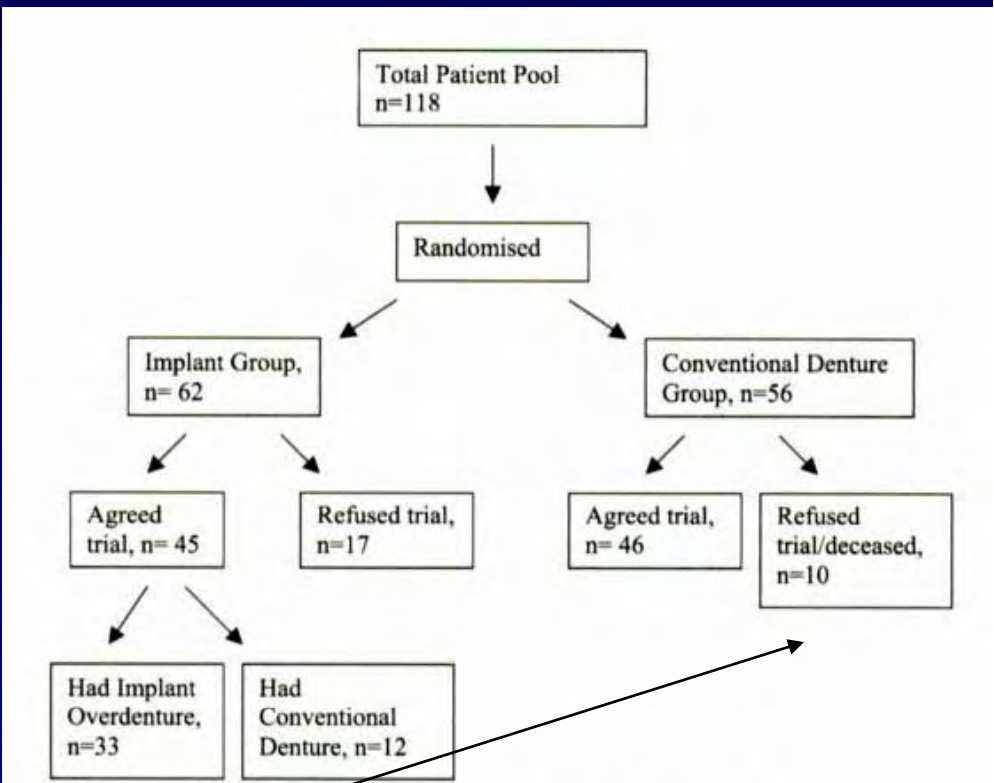 Total Patient Pool
n=118
Randomised
Implant Group,
n= 62
Conventional Denture
Group, n=56
Agreed
trial, n= 45
Refused trial,
n=17
Agreed trial,
n= 46
Refused
trial/deceased,
n=10
Had Implant
Overdenture,
n=33
Had
Conventional
Denture, n=12